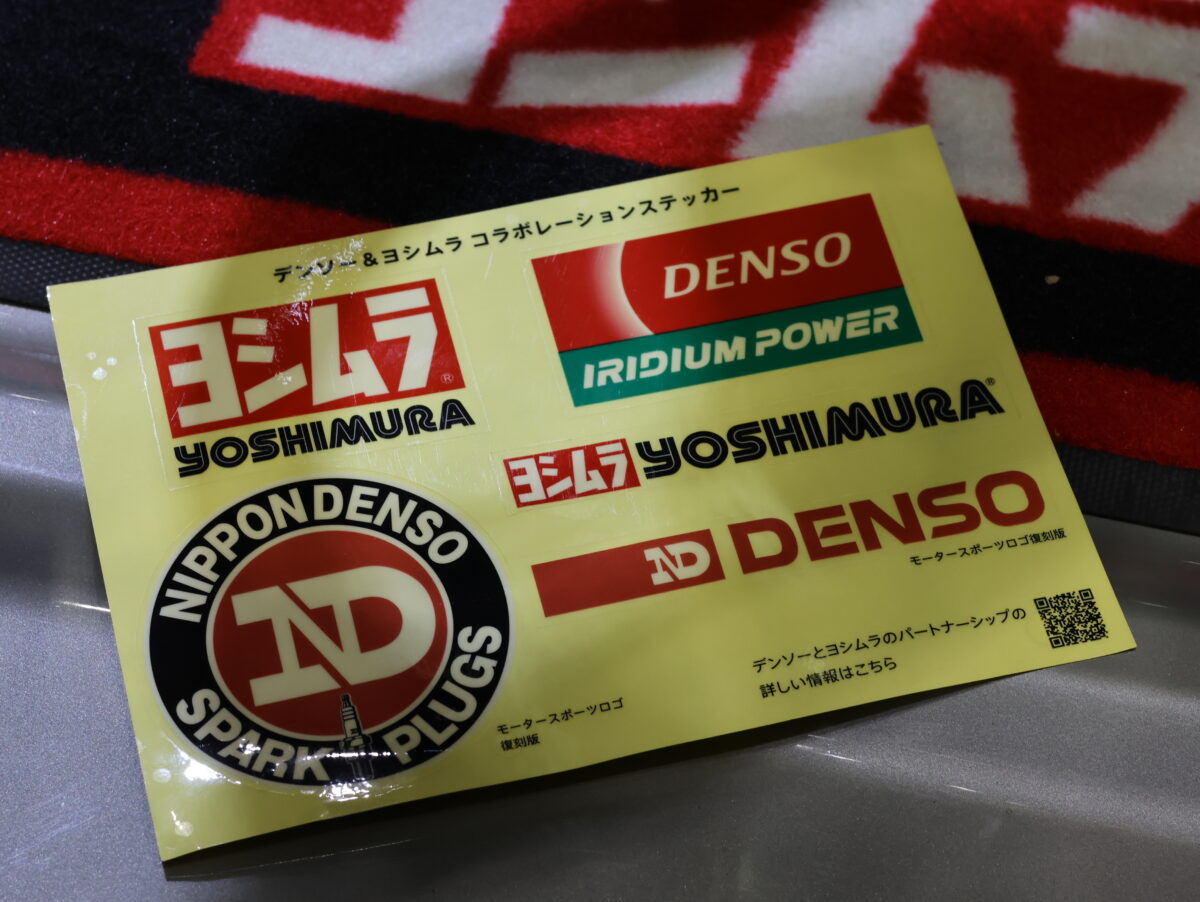 デンソー&ヨシムラ コラボレーションステッカー
ヨシムラ®
YOSHIMURA
DENSO
IRIDIUM POWER
ヨシムラ YOSHIMURA®
ND DENSO
モータースポーツロゴ復刻版
NIPPONDENSO
ND
SPARK PLUGS
モータースポーツロゴ
復刻版
デンソーとヨシムラのパートナーシップの
詳しい情報はこちら